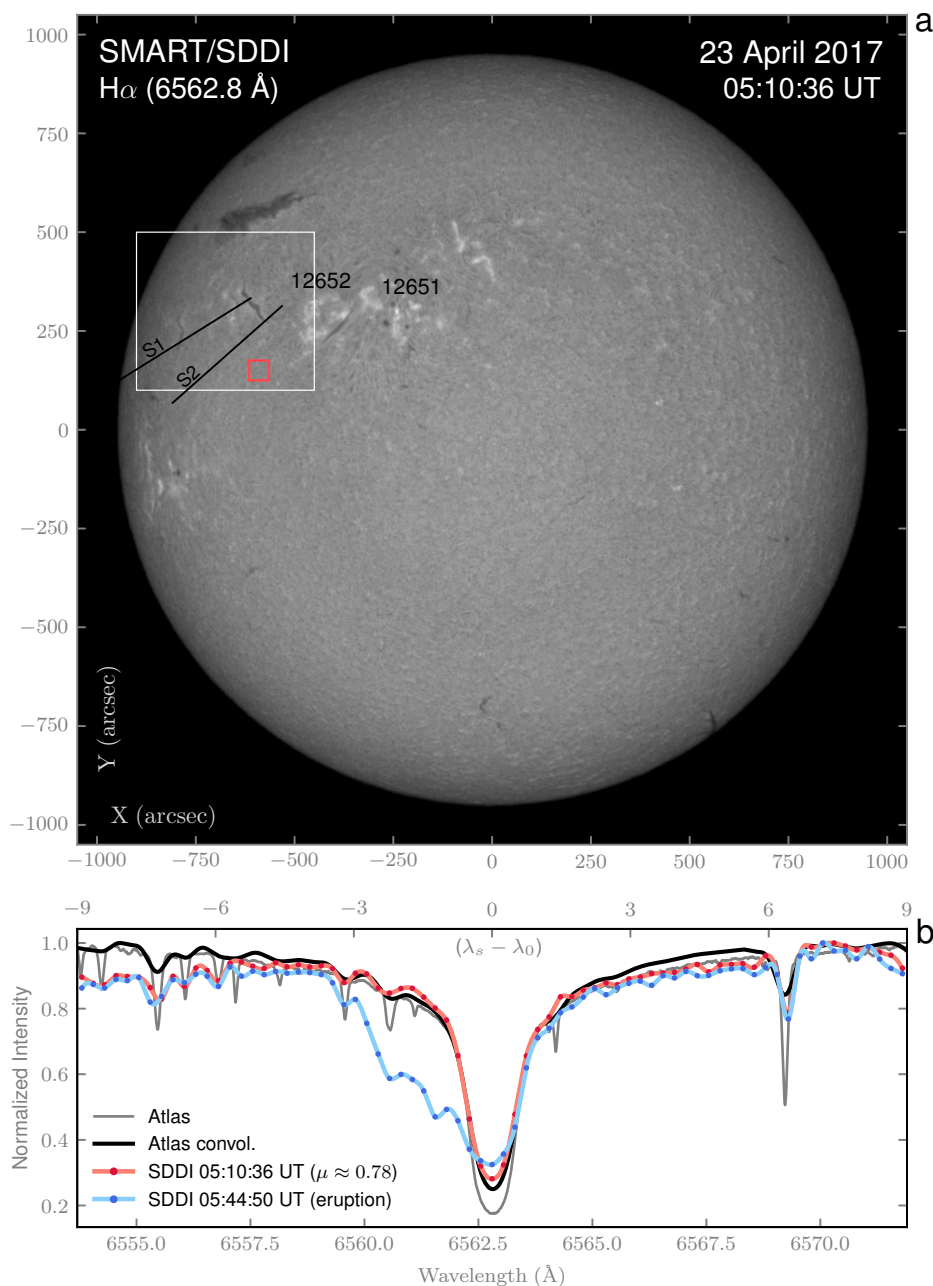 a
SMART/SDDI
Hα (6562.8 Å)
23 April 2017
05:10:36 UT
1000
750
500
250
0
−250
−500
−750
−1000
12652
12651
S1
S2
Y (arcsec)
X (arcsec)
−1000 −750 −500 −250 0 250 500 750 1000
b
−9 −6 −3 0 3 6 9
(λs − λ0)
1.0
0.8
0.6
0.4
0.2
Normalized Intensity
Atlas
Atlas convol.
SDDI 05:10:36 UT (μ ≈ 0.78)
SDDI 05:44:50 UT (eruption)
6555.0 6557.5 6560.0 6562.5 6565.0 6567.5 6570.0
Wavelength (Å)